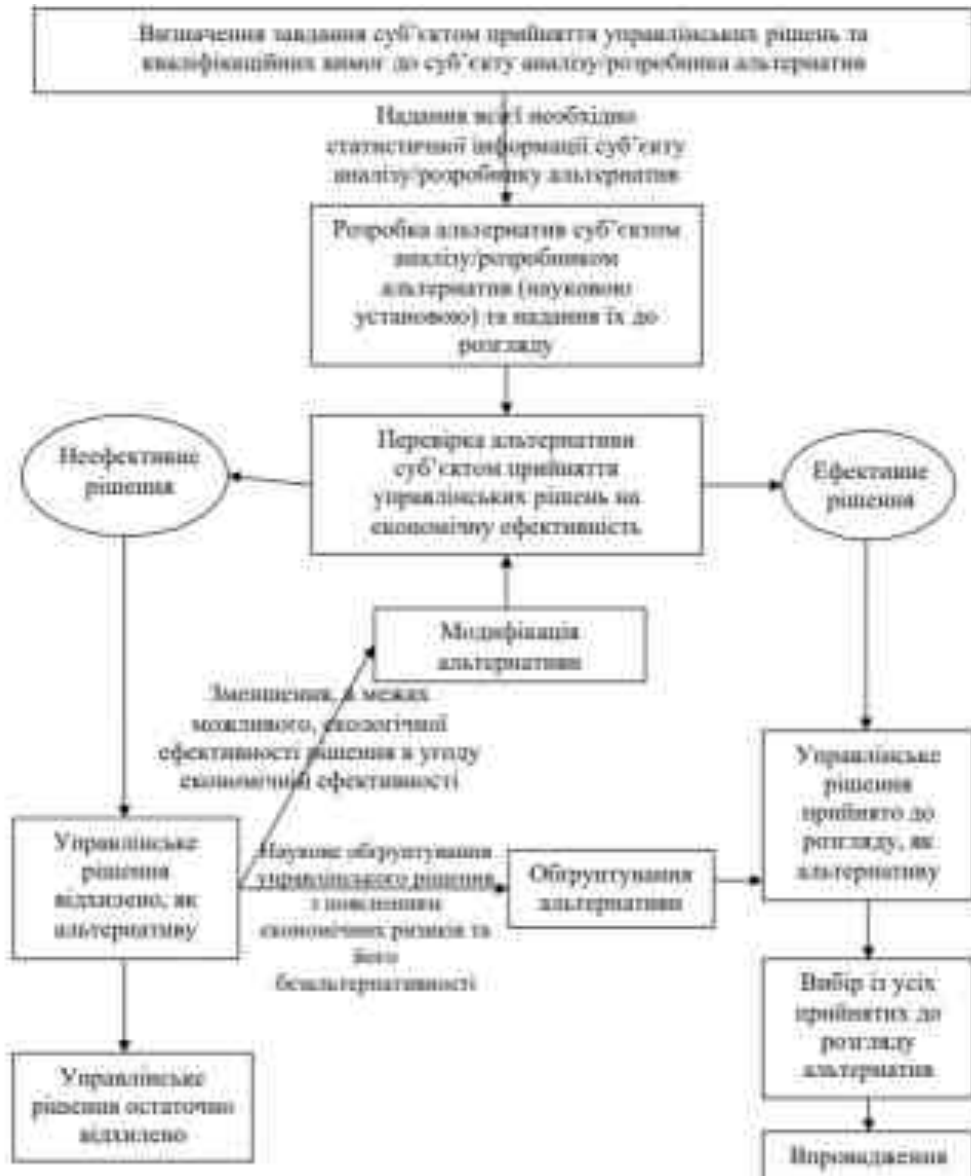 Визначення завдання суб’єктом прийняття управлінських рішень та
кваліфікаційних вимог до суб’єкту аналізу/розробника альтернатив
Надання всієї необхідно
статистичної інформації суб’єкту
аналізу/розробнику альтернатив
Розробка альтернатив суб’єктом
аналізу/розробником
альтернатив (науковою
установою) та надання їх до
розгляду
Неефективне
рішення
Перевірка альтернативи
суб’єктом прийняття
управлінських рішень на
економічну ефективність
Ефективне
рішення
Модифікація
альтернативи
Зменшення, в межах
можливого, екологічної
ефективності рішення в угоду
економічній ефективності
Управлінське
рішення
прийнято до
розгляду, як
альтернативу
Управлінське
рішення
відхилено, як
альтернативу
Наукове обґрунтування
управлінського рішення
з
економічних ризиків та
його
безальтернативності
Обґрунтування
альтернативи
Вибір із усіх
прийнятих до
розгляду
альтернатив
Управлінське
рішення остаточно
відхилено
Впровадження